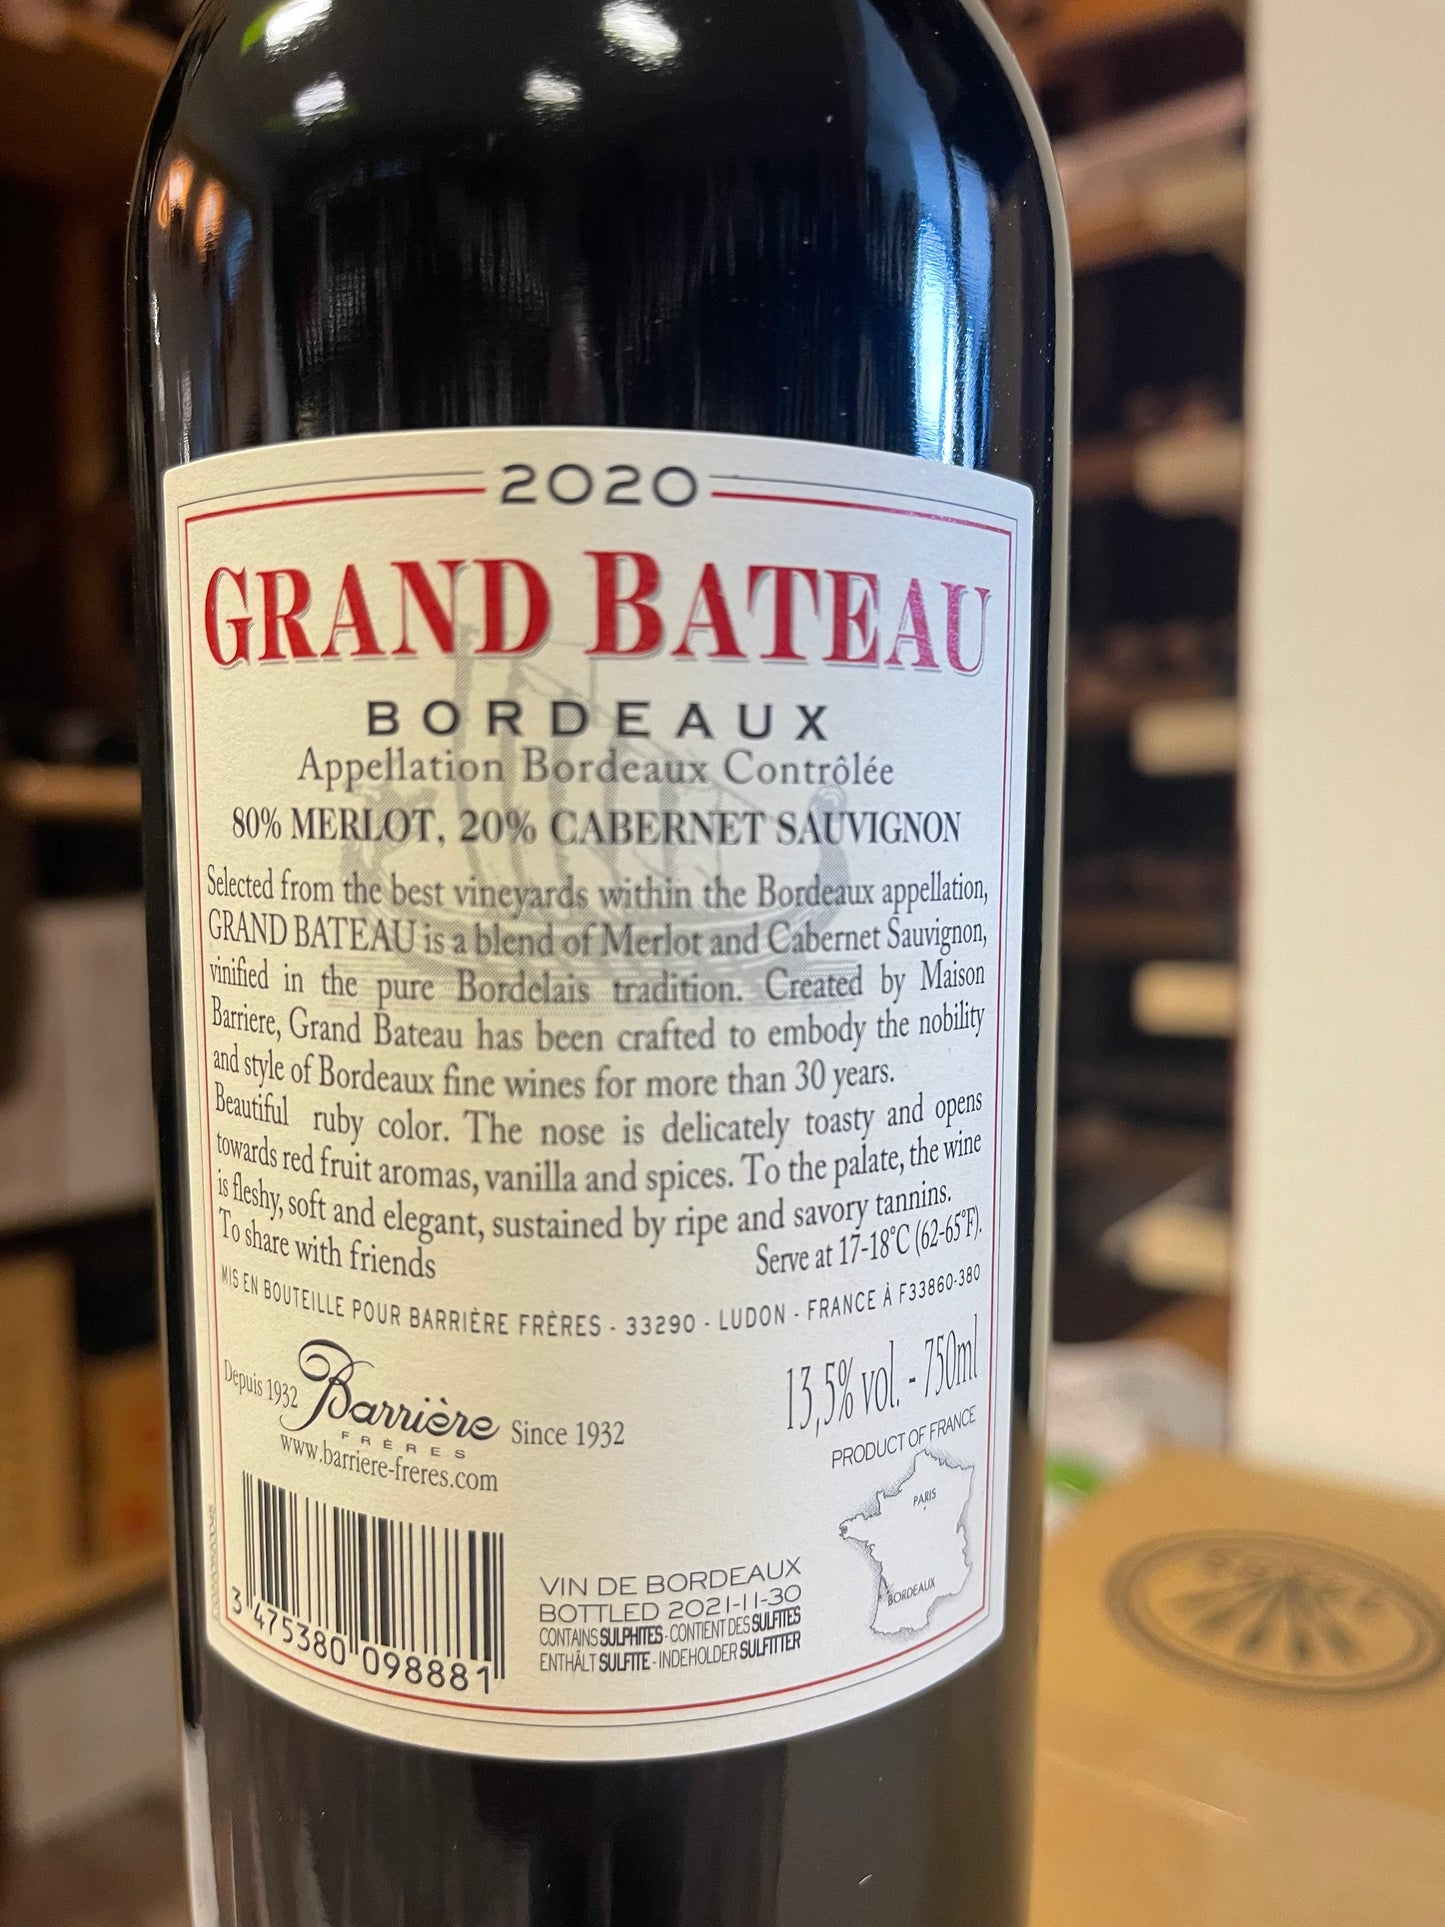 2020
GRAND BATEAU
BORDEAUX
Appellation Bordeaux Contrôlée
80% MERLOT, 20% CABERNET SAUVIGNON
Selected from the best vineyards within the Bordeaux appellation,
GRAND BATEAU is a blend of Merlot and Cabernet Sauvignon,
vinified in the pure Bordelais tradition. Created by Maison
Barriere, Grand Bateau has been crafted to embody the nobility
and style of Bordeaux fine wines for more than 30 years.
Beautiful ruby color. The nose is delicately toasty and opens
towards red fruit aromas, vanilla and spices. To the palate, the wine
is fleshy, soft and elegant, sustained by ripe and savory tannins.
To share with friends Serve at 17-18°C (62-65°F).
MIS EN BOUTEILLE POUR BARRIÈRE FRÈRES - 33290 - LUDON - FRANCE À F33860-380
Depuis 1932 Barrière Since 1932
FRÈRES
www.barriere-freres.com
13,5% vol. - 750ml
PRODUCT OF FRANCE
PARIS
BORDEAUX
VIN DE BORDEAUX
BOTTLED 2021-11-30
CONTAINS SULPHITES - CONTIENT DES SULFITES
ENTHÄLT SULFITE - INDEHOLDER SULFITTER
3 475380 098881